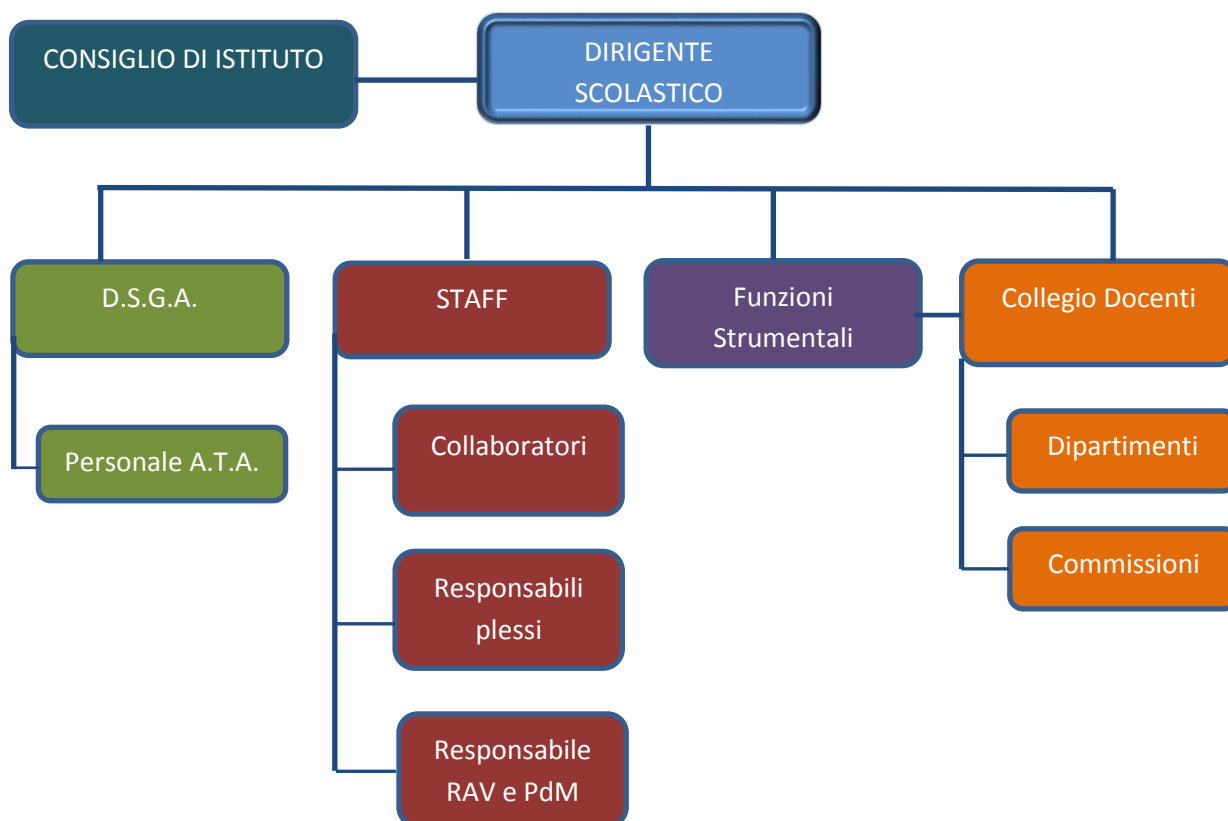 CONSIGLIO DI ISTITUTO
DIRIGENTE
SCOLASTICO
D.S.G.A.
STAFF
Funzioni
Strumentali
Collegio Docenti
Personale A.T.A.
Collaboratori
Dipartimenti
Responsabili
plessi
Commissioni
Responsabile
RAV e PdM